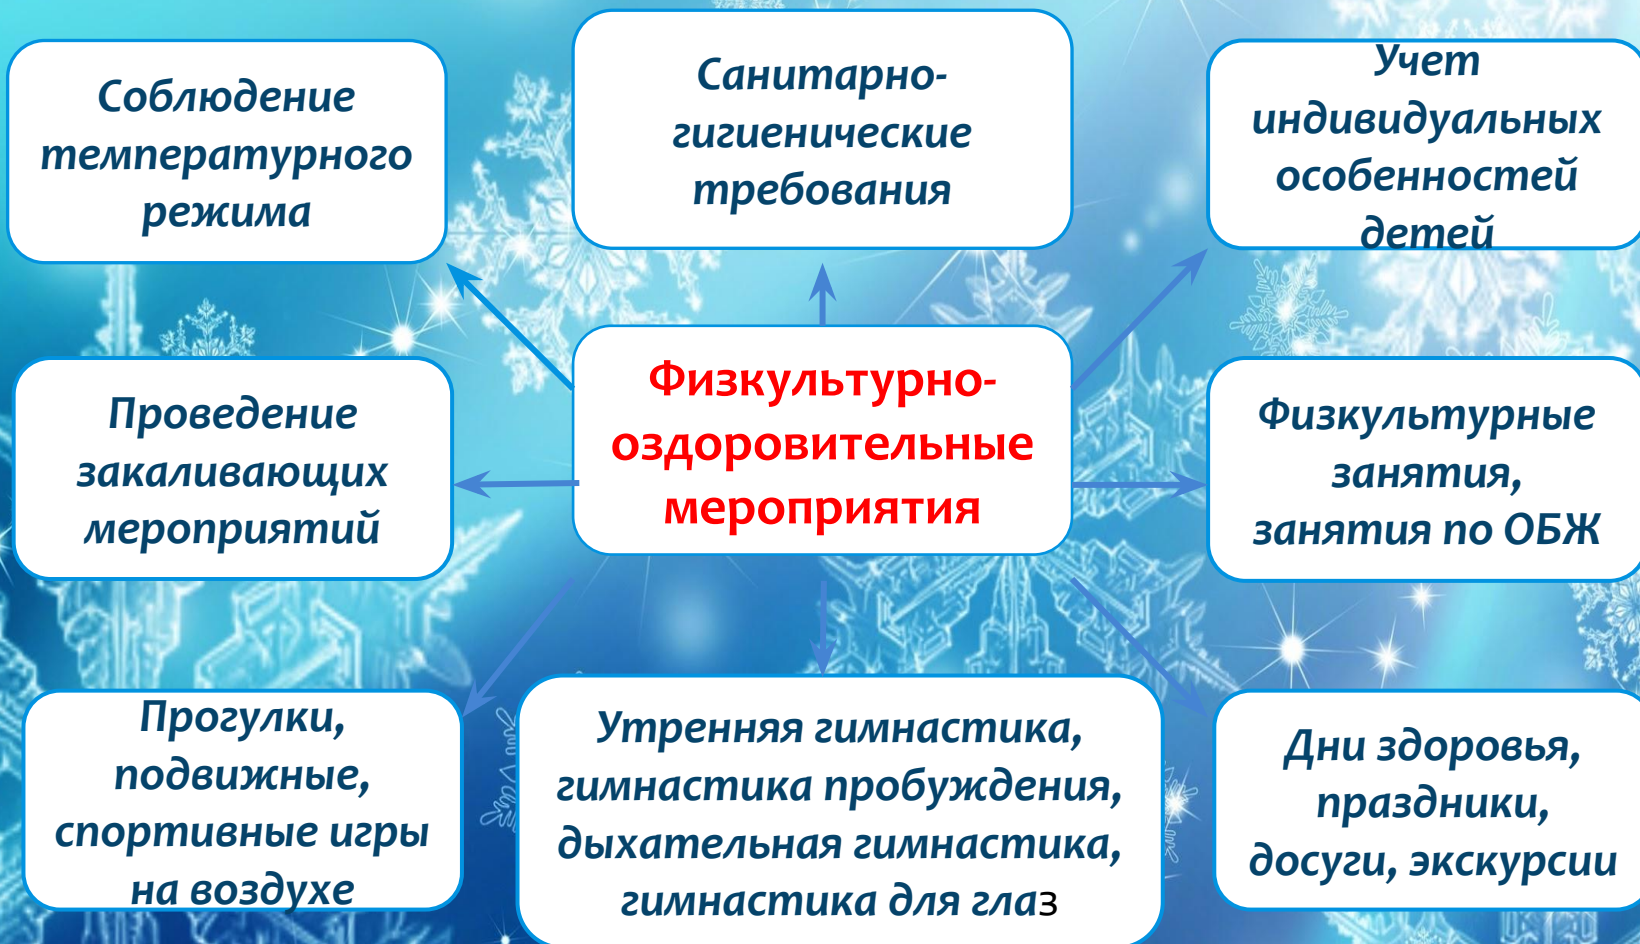 Соблюдение
температурного
режима
Санитарно-
гигиенические
требования
Учет
индивидуальных
особенностей
детей
Проведение
закаливающих
мероприятий
Физкультурно-
оздоровительные
мероприятия
Физкультурные
занятия,
занятия по ОБЖ
Прогулки,
подвижные,
спортивные игры
на воздухе
Утренняя гимнастика,
гимнастика пробуждения,
дыхательная гимнастика,
гимнастика для глаз
Дни здоровья,
праздники,
досуги, экскурсии